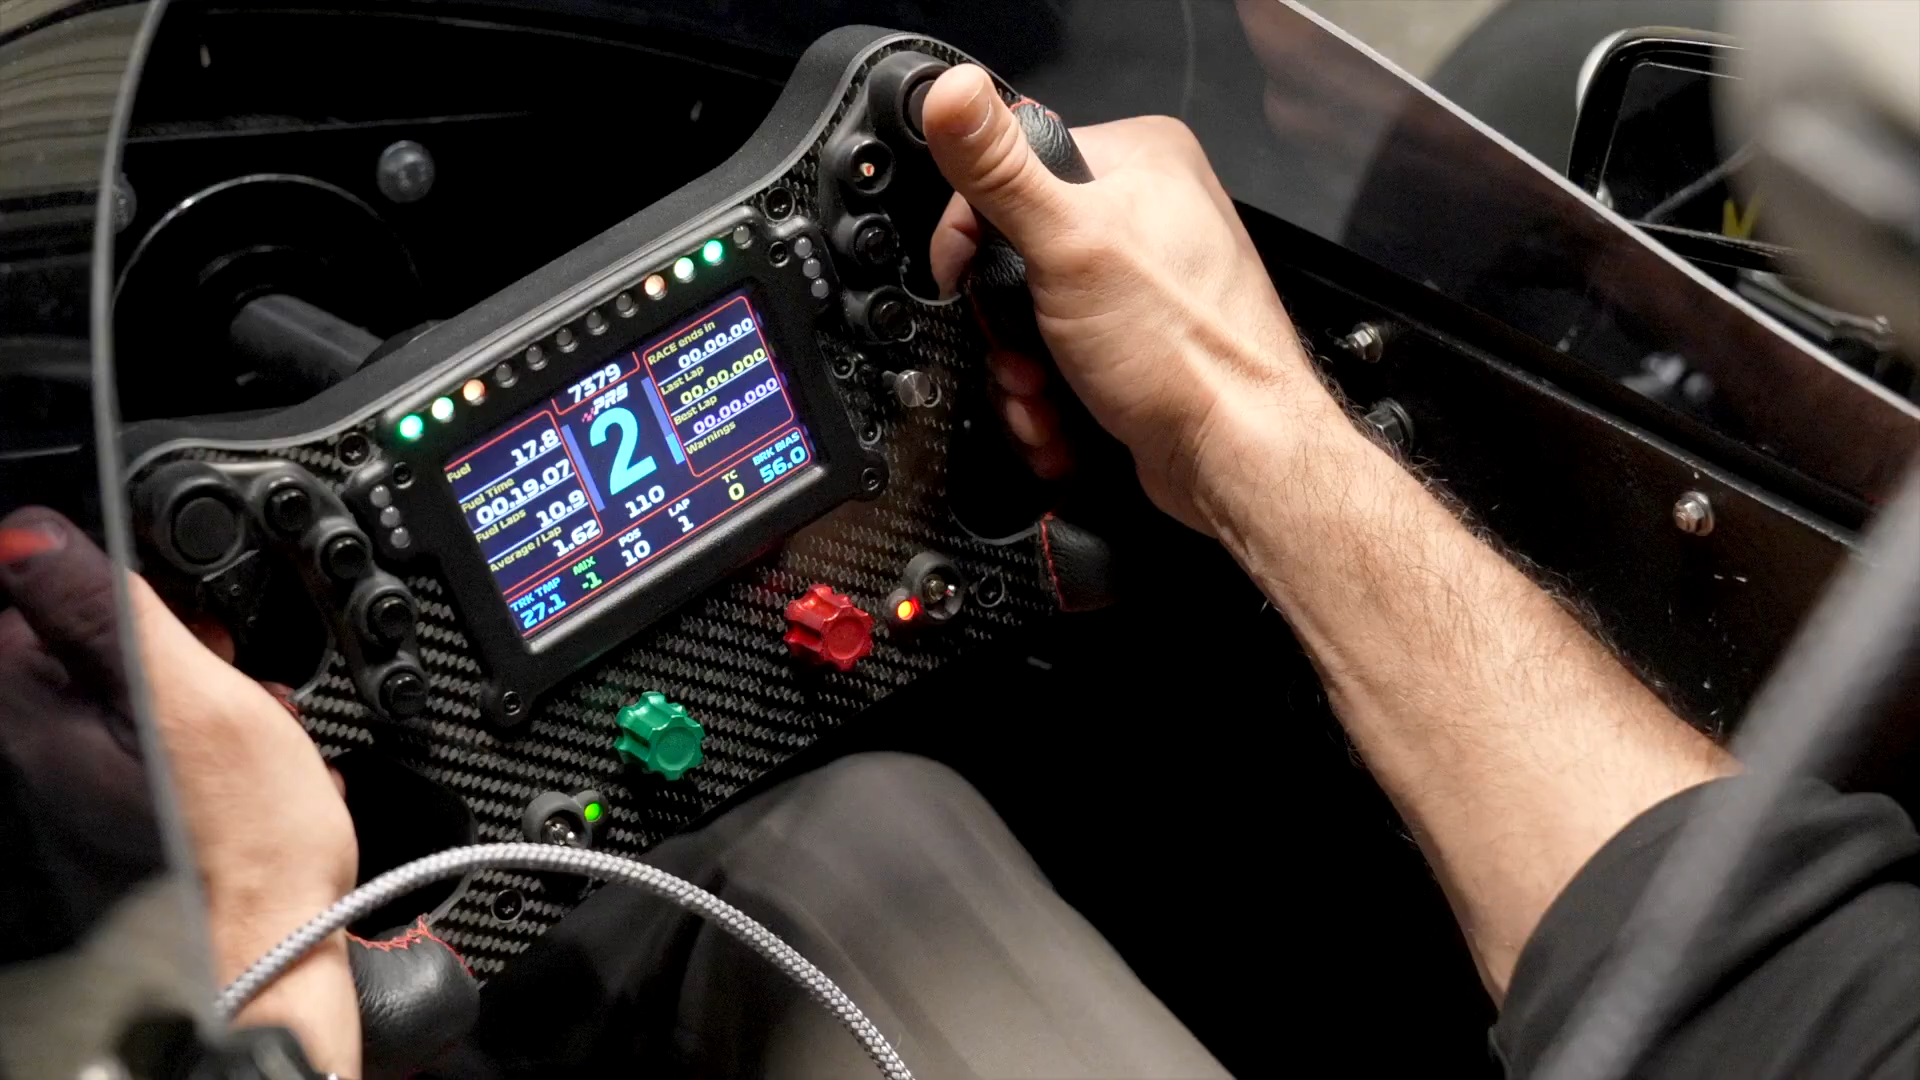 7379
PRS
2
110
Fuel
17.8
Fuel Time
00.19.07
Fuel Laps
10.9
Average / Lap
1.62
RACE ends in
00.00.00
Last Lap
00.00.000
Best Lap
00.00.000
Warnings
TRK TMP
27.1
MIX
-1
POS
10
LAP
1
TC
0
BRK BIAS
56.0